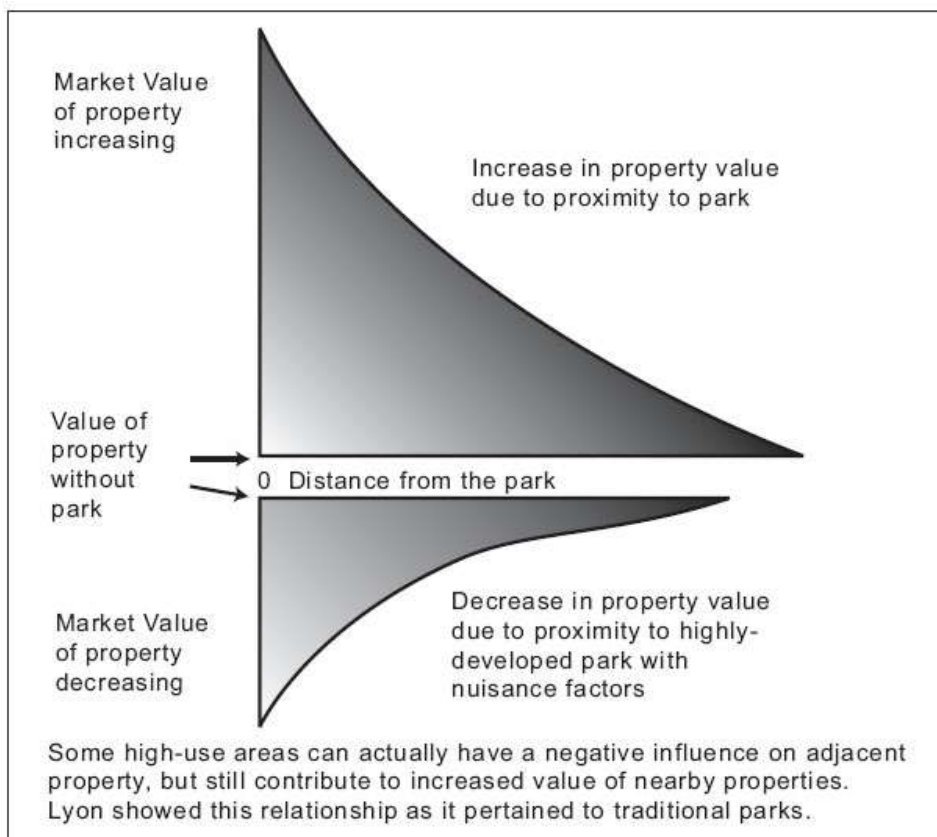 Market Value
of property
increasing
Increase in property value
due to proximity to park
Value of
property
without
park
0 Distance from the park
Market Value
of property
decreasing
Decrease in property value
due to proximity to highly-
developed park with
nuisance factors
Some high-use areas can actually have a negative influence on adjacent
property, but still contribute to increased value of nearby properties.
Lyon showed this relationship as it pertained to traditional parks.